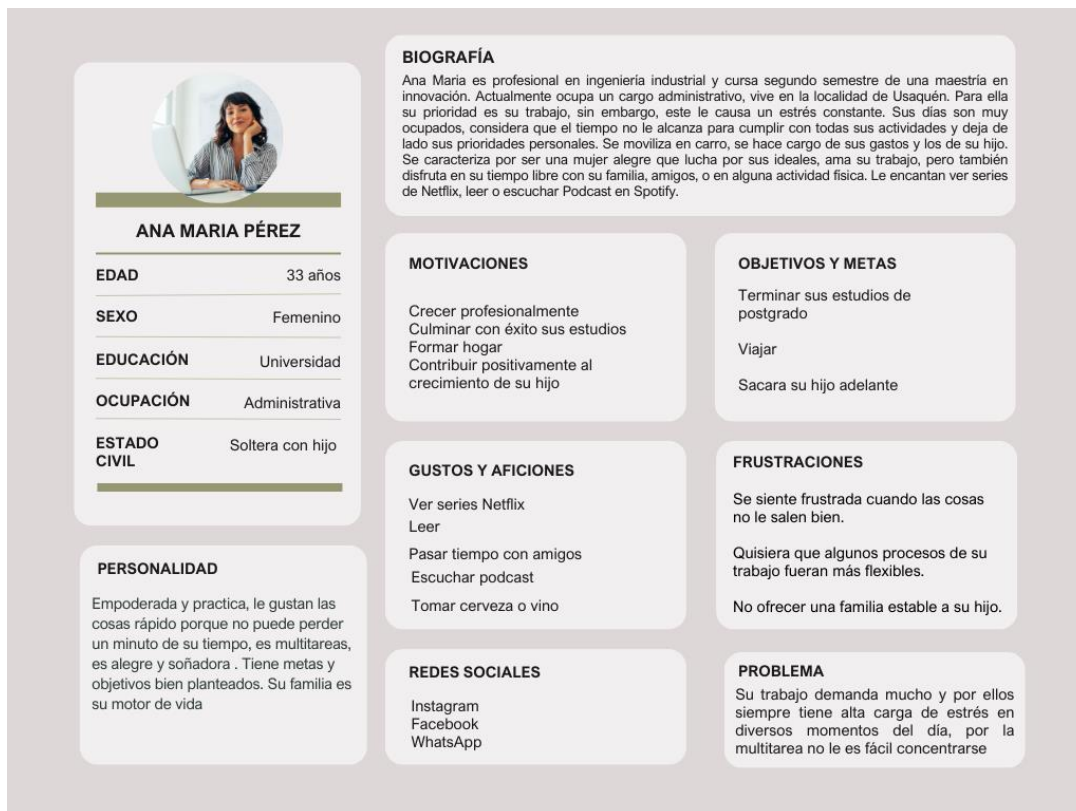 ANA MARIA PÉREZ
EDAD 33 años
SEXO Femenino
EDUCACIÓN Universidad
OCUPACIÓN Administrativa
ESTADO CIVIL Soltera con hijo
PERSONALIDAD
Empoderada y practica, le gustan las
cosas rápido porque no puede perder
un minuto de su tiempo, es multitareas,
es alegre y soñadora . Tiene metas y
objetivos bien planteados. Su familia es
su motor de vida
BIOGRAFÍA
Ana Maria es profesional en ingeniería industrial y cursa segundo semestre de una maestría en
innovación. Actualmente ocupa un cargo administrativo, vive en la localidad de Usaquén. Para ella
su prioridad es su trabajo, sin embargo, este le causa un estrés constante. Sus días son muy
ocupados, considera que el tiempo no le alcanza para cumplir con todas sus actividades y deja de
lado sus prioridades personales. Se moviliza en carro, se hace cargo de sus gastos y los de su hijo.
Se caracteriza por ser una mujer alegre que lucha por sus ideales, ama su trabajo, pero también
disfruta en su tiempo libre con su familia, amigos, o en alguna actividad física. Le encantan ver series
de Netflix, leer o escuchar Podcast en Spotify.
MOTIVACIONES
Crecer profesionalmente
Culminar con éxito sus estudios
Formar hogar
Contribuir positivamente al
crecimiento de su hijo
OBJETIVOS Y METAS
Terminar sus estudios de
postgrado
Viajar
Sacara su hijo adelante
GUSTOS Y AFICIONES
Ver series Netflix
Leer
Pasar tiempo con amigos
Escuchar podcast
Tomar cerveza o vino
FRUSTRACIONES
Se siente frustrada cuando las cosas
no le salen bien.
Quisiera que algunos procesos de su
trabajo fueran más flexibles.
No ofrecer una familia estable a su hijo.
REDES SOCIALES
Instagram
Facebook
WhatsApp
PROBLEMA
Su trabajo demanda mucho y por ellos
siempre tiene alta carga de estrés en
diversos momentos del día, por la
multitarea no le es fácil concentrarse